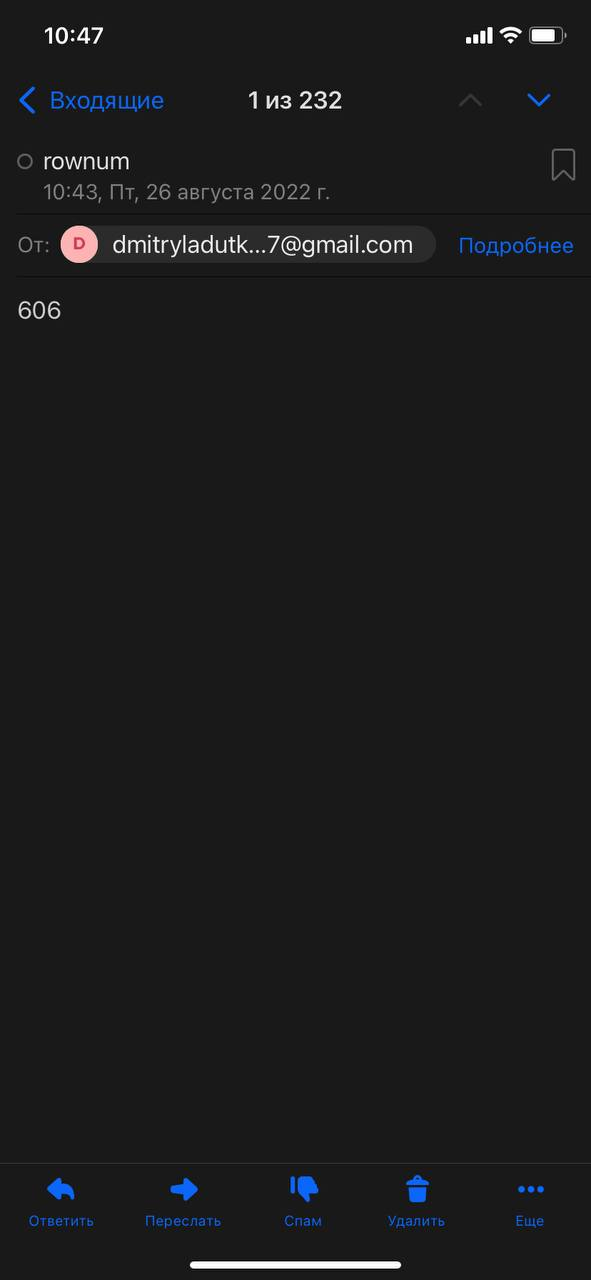 10:47
Входящие 1 из 232
rownum
10:43, Пт, 26 августа 2022 г.
От: D dmitryladutk...7@gmail.com Подробнее
606
Ответить Переслать Спам Удалить Еще